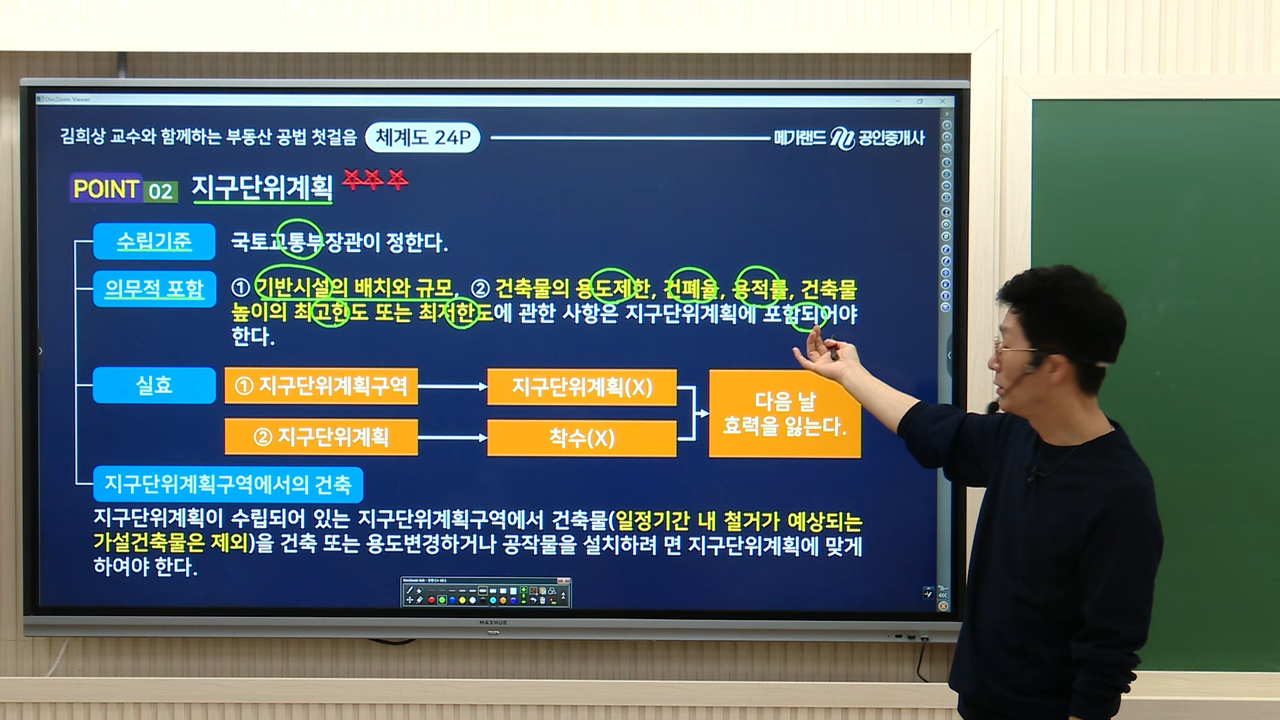 DocZoom Viewer
김희상 교수와 함께하는 부동산 공법 첫걸음 체계도 24P 메가랜드 공인중개사
POINT 02 지구단위계획
수립기준 국토교통부장관이 정한다.
의무적 포함 ① 기반시설의 배치와 규모, ② 건축물의 용도제한, 건폐율, 용적률, 건축물
높이의 최고한도 또는 최저한도에 관한 사항은 지구단위계획에 포함되어야
한다.
실효 ① 지구단위계획구역 지구단위계획(X)
② 지구단위계획 착수(X)
다음 날
효력을 잃는다.
지구단위계획구역에서의 건축
지구단위계획이 수립되어 있는 지구단위계획구역에서 건축물(일정기간 내 철거가 예상되는
가설건축물은 제외)을 건축 또는 용도변경하거나 공작물을 설치하려 면 지구단위계획에 맞게
하여야 한다.
MAXHUB